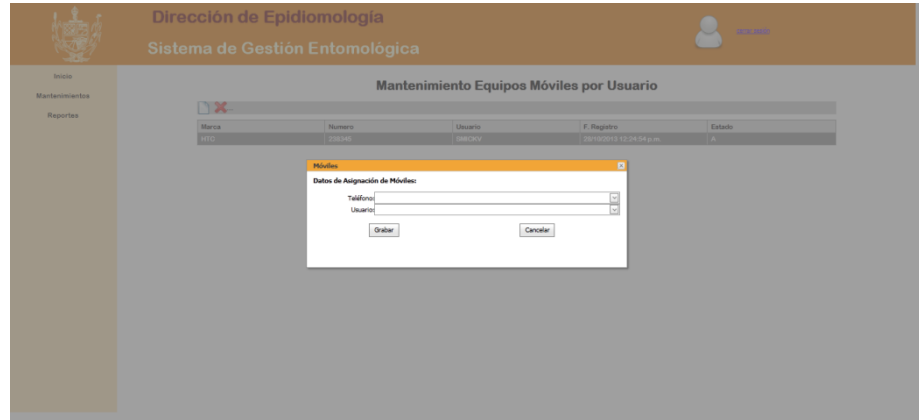 Dirección de Epidiomología
Sistema de Gestión Entomológica
Inicio
Mantenimientos
Reportes
Mantenimiento Equipos Móviles por Usuario
Marca Numero Usuario F. Registro Estado
HTC A
Móviles
Datos de Asignación de Móviles:
Teléfono:
Usuario:
Grabar Cancelar